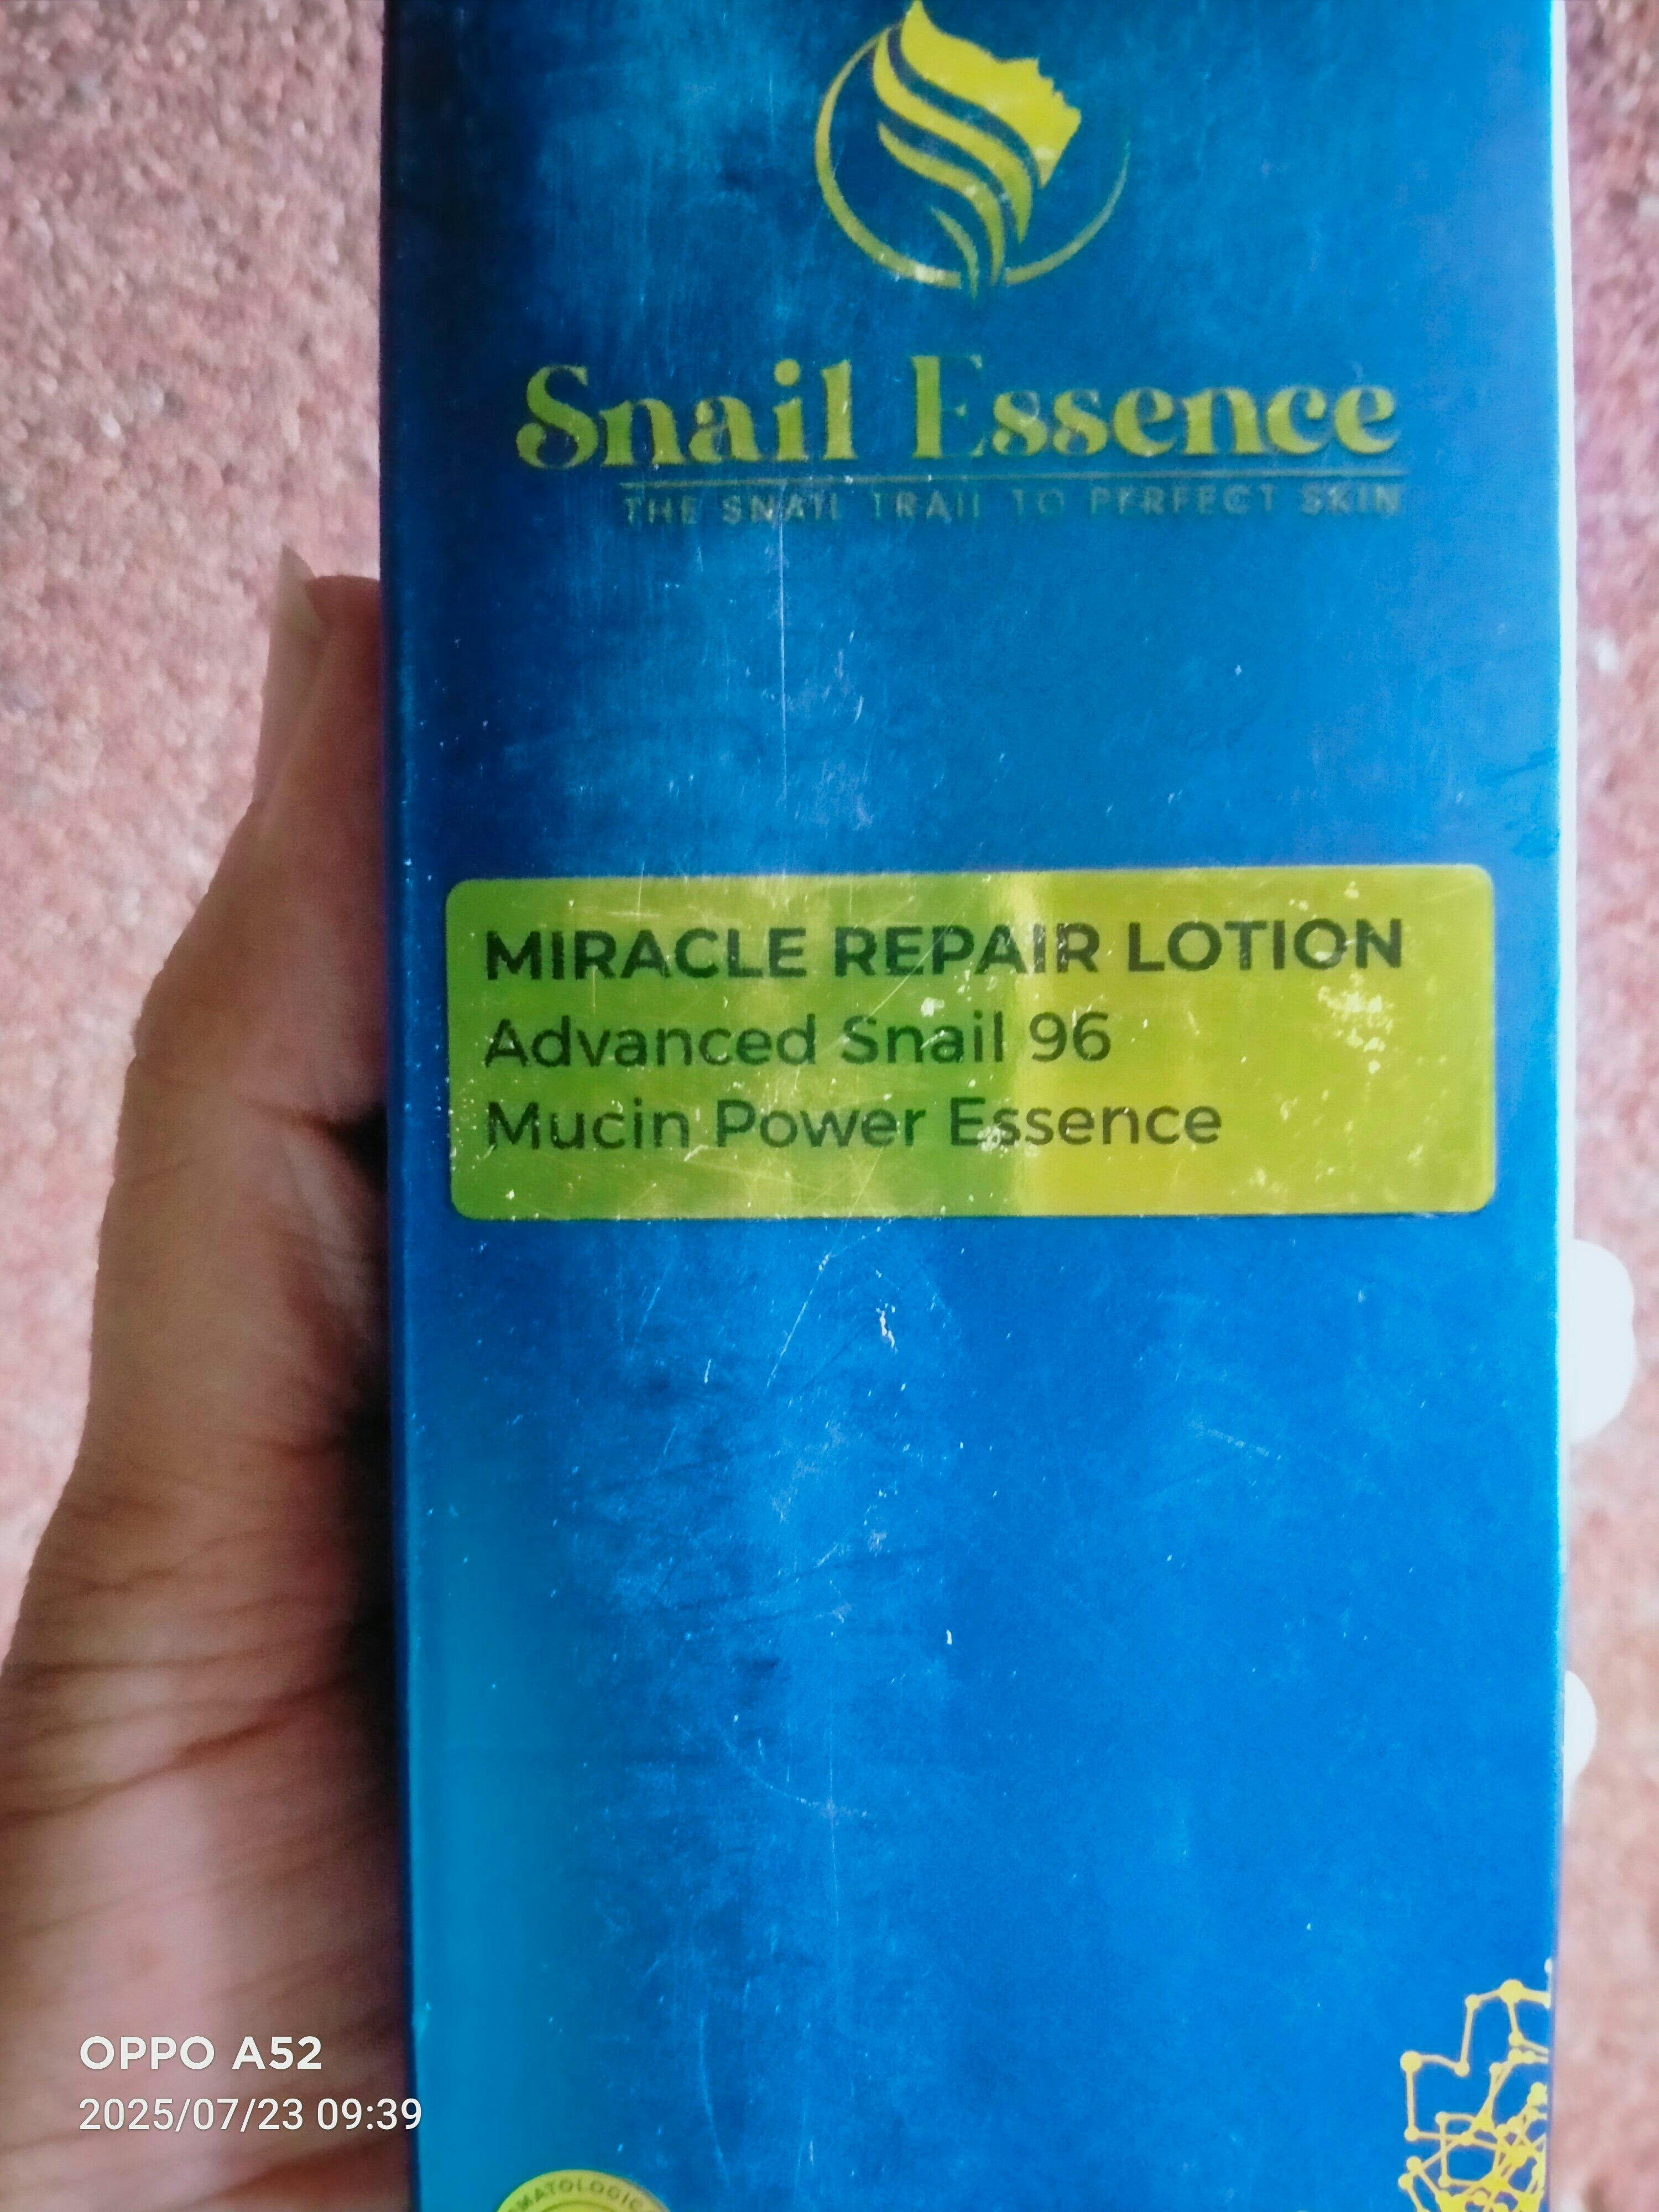 Snail Essence
THE SNAIL TRAIL TO PERFECT SKIN
MIRACLE REPAIR LOTION
Advanced Snail 96
Mucin Power Essence
OPPO A52
2025/07/23 09:39